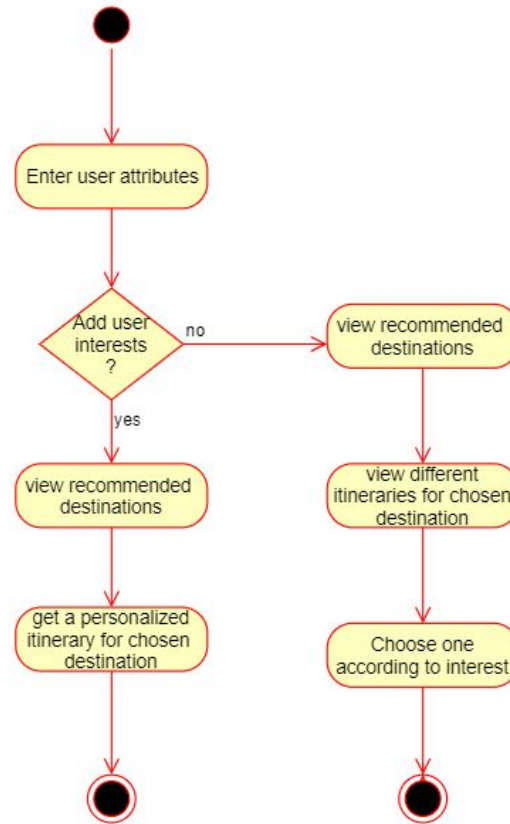 Enter user attributes
Add user
interests
?
no
yes
view recommended
destinations
view recommended
destinations
view different
itineraries for chosen
destination
get a personalized
itinerary for chosen
destination
Choose one
according to interest